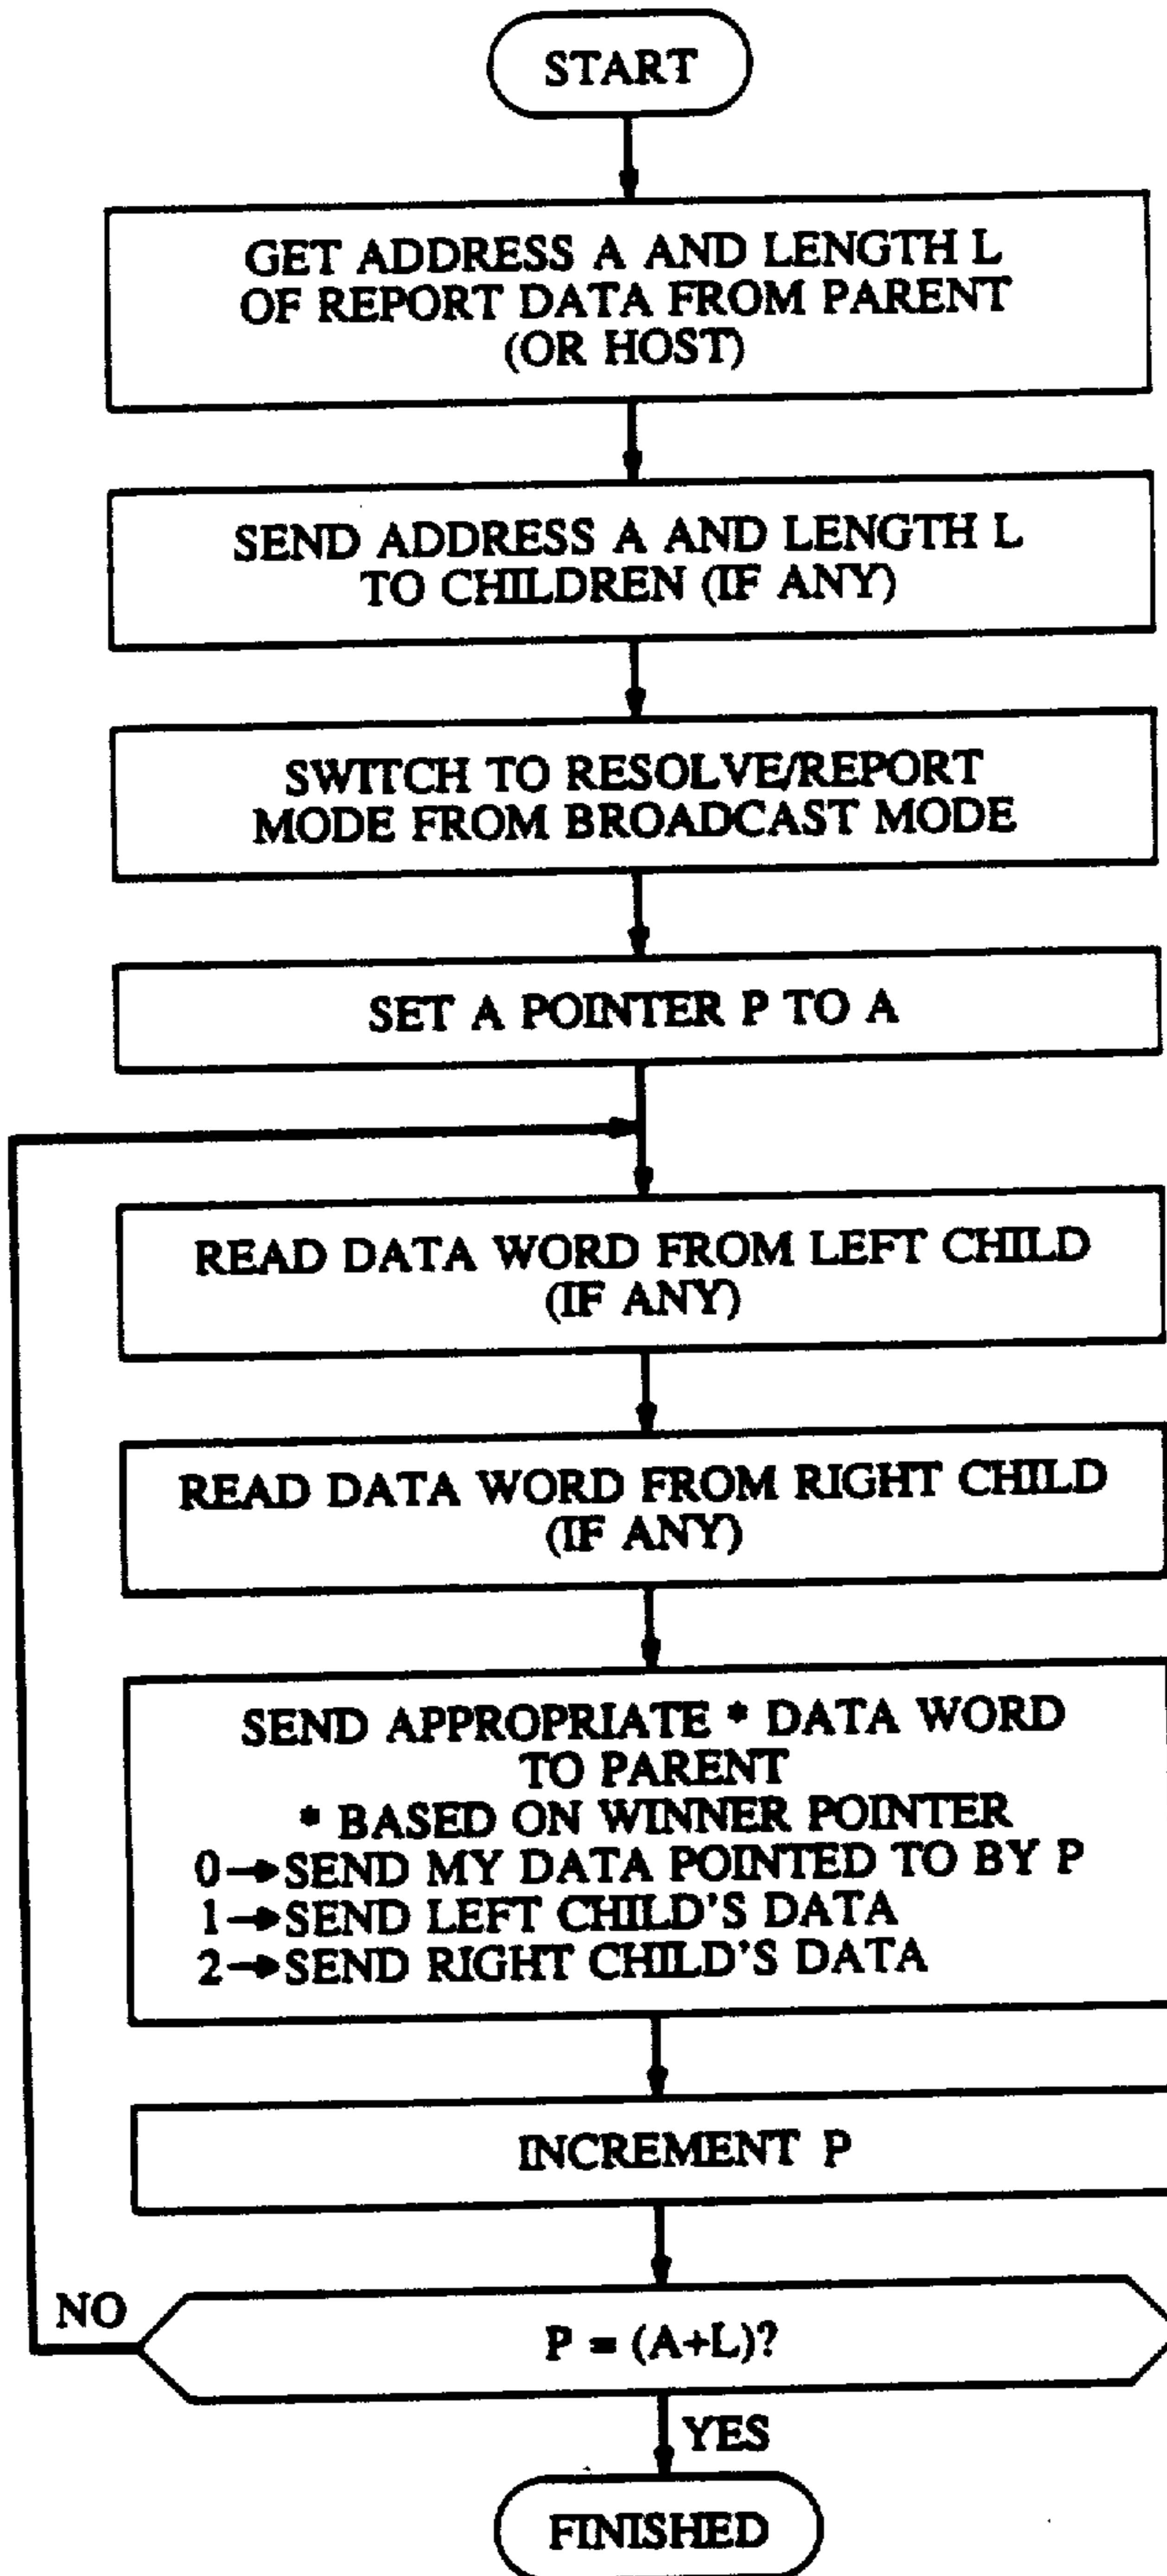 START
GET ADDRESS A AND LENGTH L
OF REPORT DATA FROM PARENT
(OR HOST)
SEND ADDRESS A AND LENGTH L
TO CHILDREN (IF ANY)
SWITCH TO RESOLVE/REPORT
MODE FROM BROADCAST MODE
SET A POINTER P TO A
READ DATA WORD FROM LEFT CHILD
(IF ANY)
READ DATA WORD FROM RIGHT CHILD
(IF ANY)
SEND APPROPRIATE * DATA WORD
TO PARENT
* BASED ON WINNER POINTER
0→SEND MY DATA POINTED TO BY P
1→SEND LEFT CHILD'S DATA
2→SEND RIGHT CHILD'S DATA
INCREMENT P
NO
P = (A+L)?
YES
FINISHED